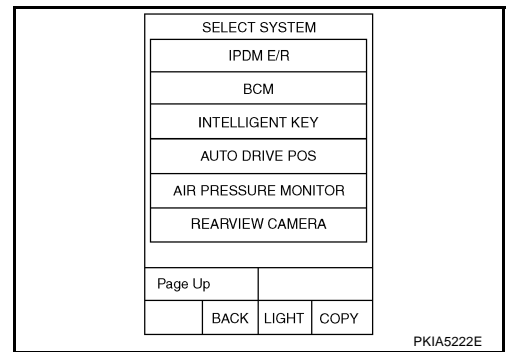 SELECT SYSTEM
IPDM E/R
BCM
INTELLIGENT KEY
AUTO DRIVE POS
AIR PRESSURE MONITOR
REARVIEW CAMERA
Page Up
BACK LIGHT COPY
PKIA5222E